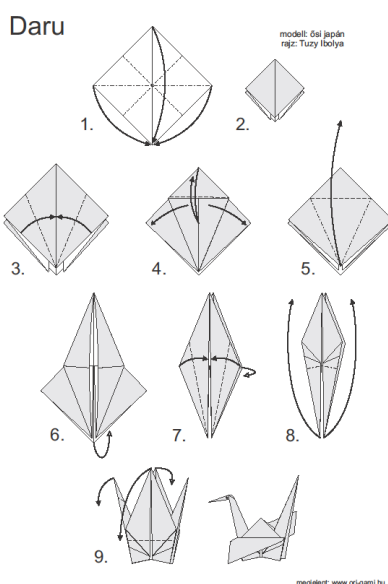 Daru
modell: ősi japán
rajz: Tuzy Ibolya
1.
2.
3.
4.
5.
6.
7.
8.
9.
megjelent: www.ori-gami.hu